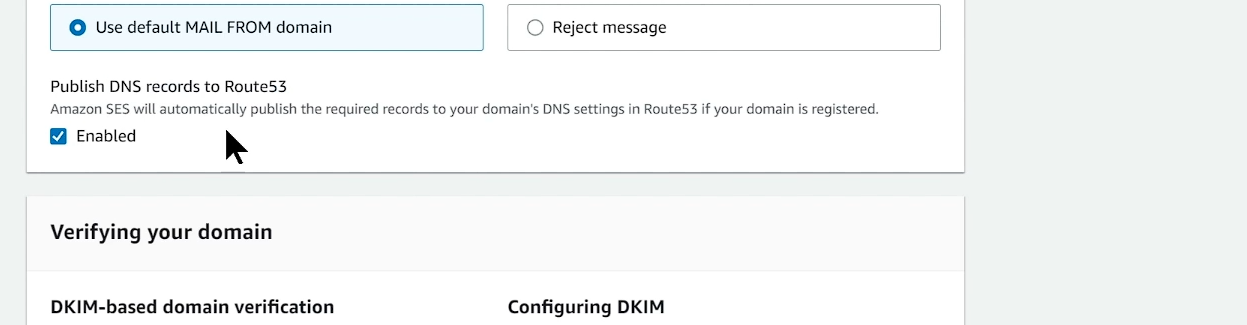 Use default MAIL FROM domain
Reject message
Publish DNS records to Route53
Amazon SES will automatically publish the required records to your domain's DNS settings in Route53 if your domain is registered.
Enabled
Verifying your domain
DKIM-based domain verification
Configuring DKIM